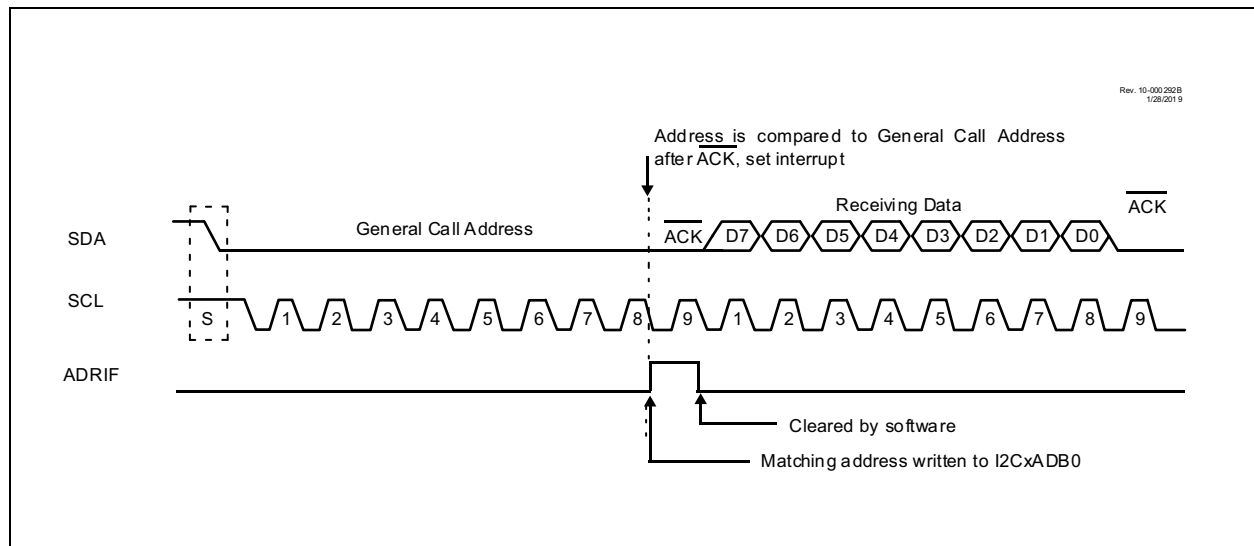 Rev. 10-000292B
1/28/2019
Address is compared to General Call Address
after ACK, set interrupt
Receiving Data
ACK
SDA
General Call Address
ACK
D7 D6 D5 D4 D3 D2 D1 D0
SCL
S
1 2 3 4 5 6 7 8 9 1 2 3 4 5 6 7 8 9
ADRIF
Cleared by software
Matching address written to I2CxADB0